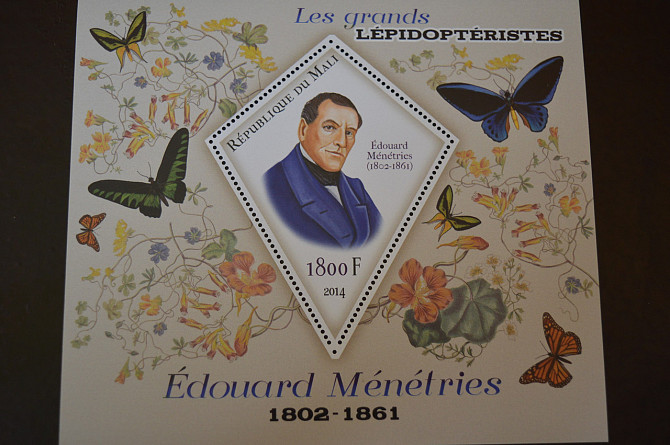 Les grands
LÉPIDOPTÉRISTES
RÉPUBLIQUE DU MALI
Édouard
Ménétries
(1802-1861)
1800 F
2014
Édouard Ménétries
1802-1861